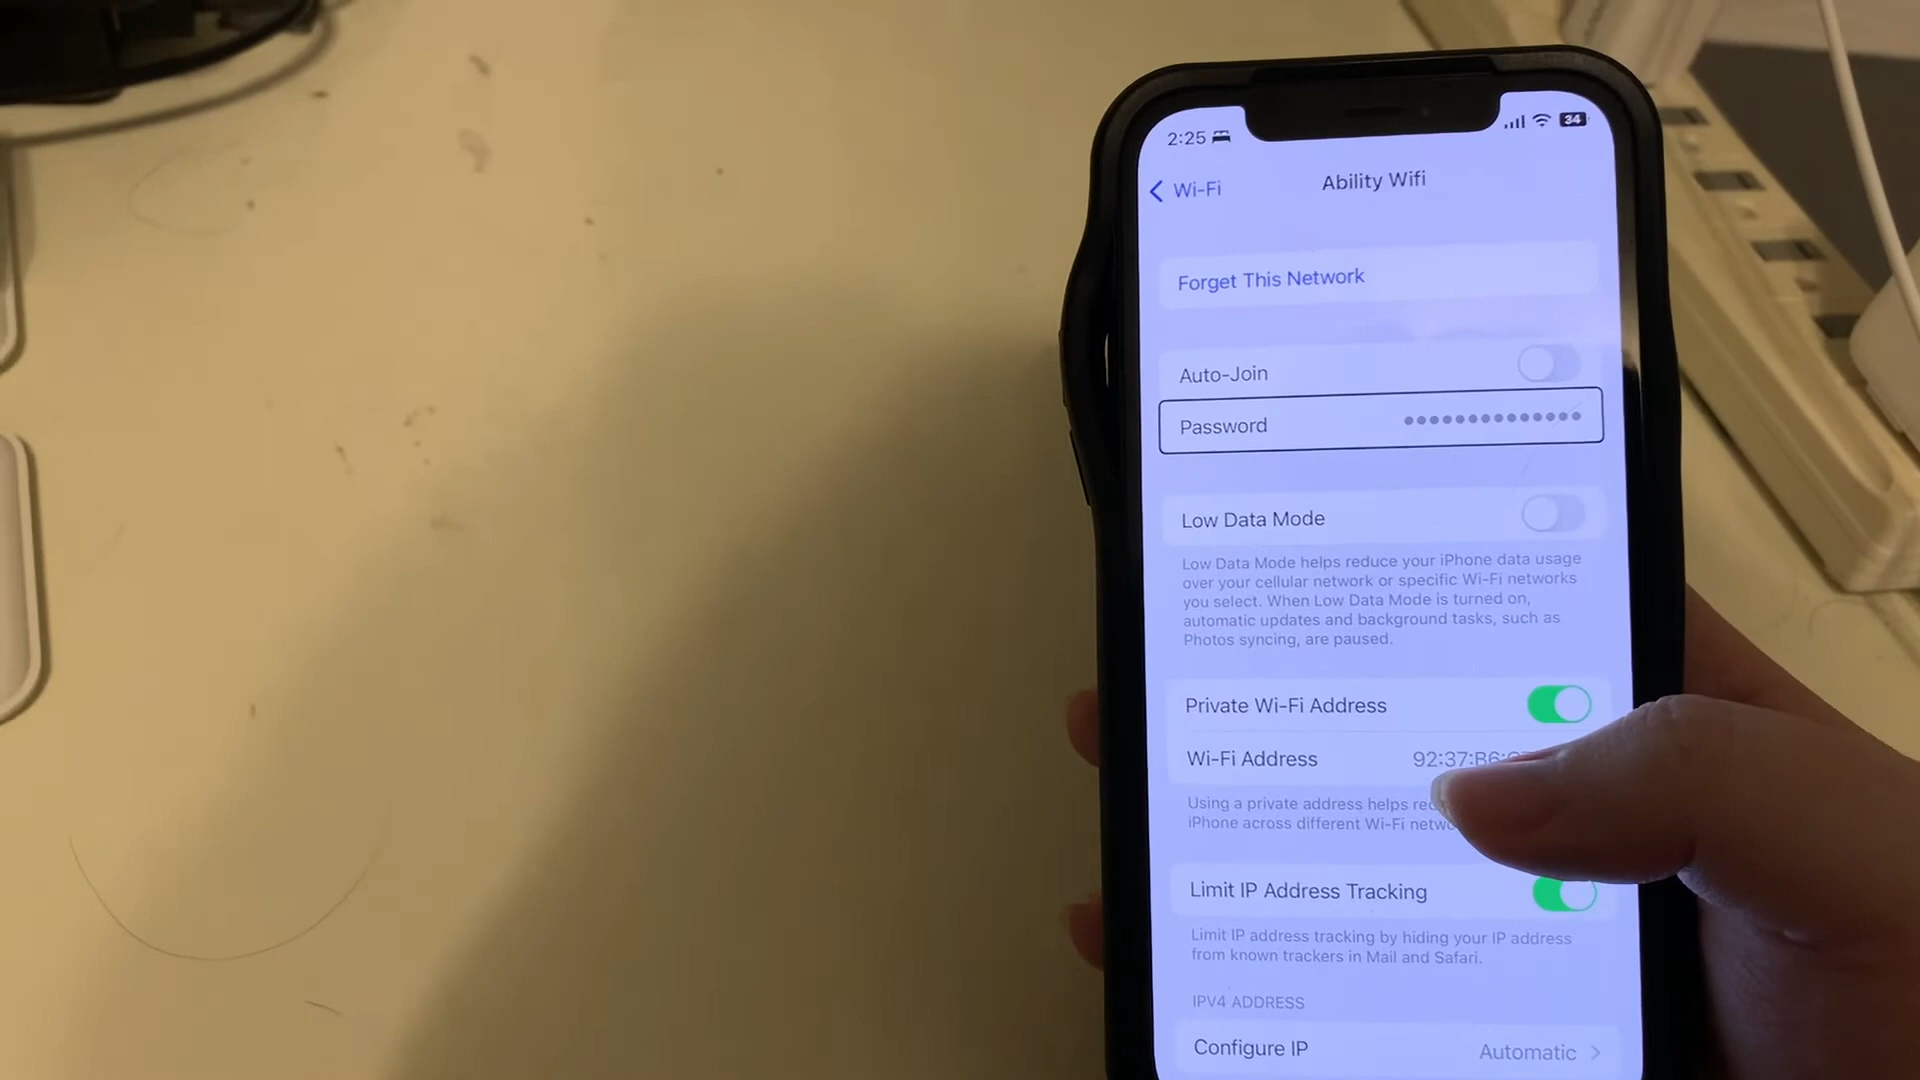 2:25
34
Wi-Fi
Ability Wifi
Forget This Network
Auto-Join
Password ••••••••••••••
Low Data Mode
Low Data Mode helps reduce your iPhone data usage
over your cellular network or specific Wi-Fi networks
you select. When Low Data Mode is turned on,
automatic updates and background tasks, such as
Photos syncing, are paused.
Private Wi-Fi Address
Wi-Fi Address 92:37:B6:
Using a private address helps
iPhone across different Wi-Fi
Limit IP Address Tracking
Limit IP address tracking by hiding your IP address
from known trackers in Mail and Safari.
IPV4 ADDRESS
Configure IP Automatic